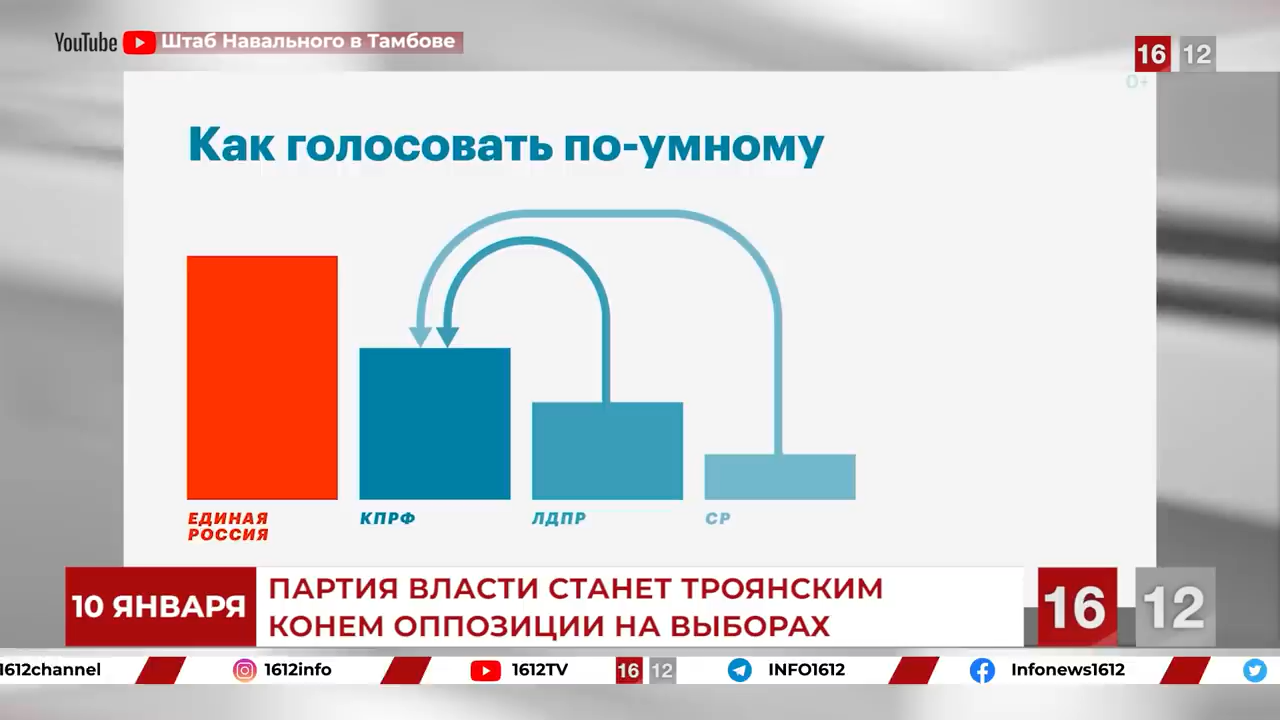 YouTube Штаб Навального в Тамбове
16 12
0+
Как голосовать по-умному
ЕДИНАЯ
РОССИЯ
КПРФ
ЛДПР
СР
10 ЯНВАРЯ
ПАРТИЯ ВЛАСТИ СТАНЕТ ТРОЯНСКИМ
КОНЕМ ОППОЗИЦИИ НА ВЫБОРАХ
16 12
1612channel 1612info 1612TV 16 12 INFO1612 Infonews1612